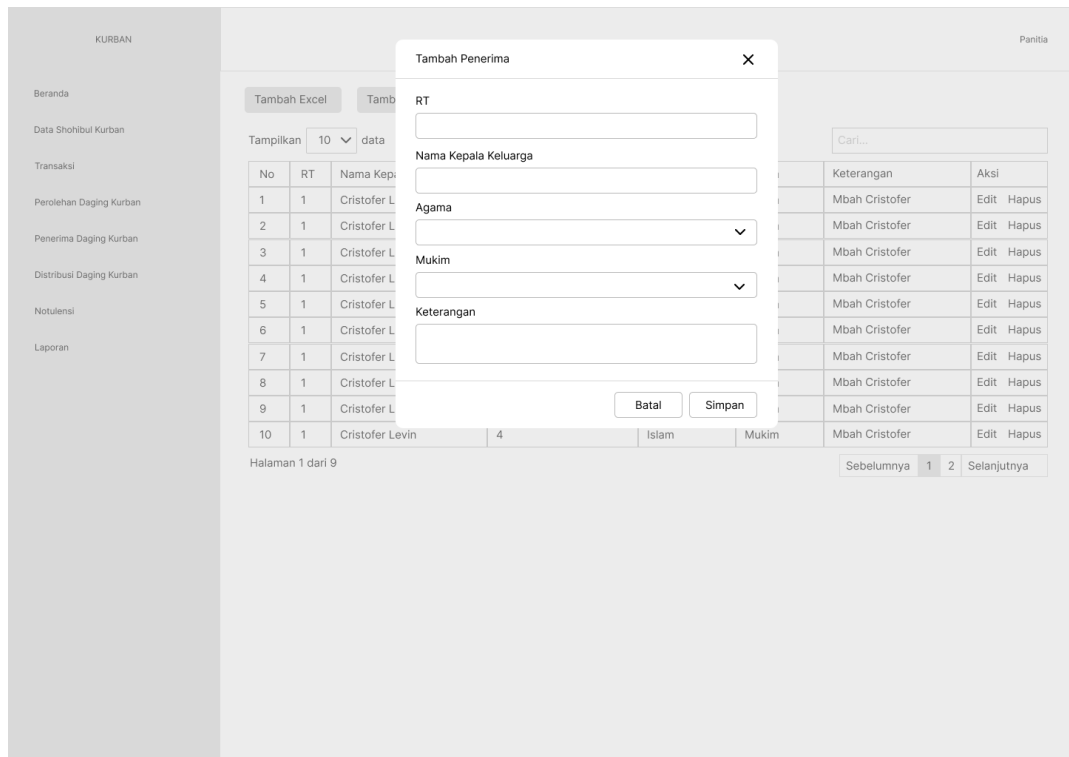 KURBAN
Panitia
Tambah Penerima
Beranda
Data Shohibul Kurban
Transaksi
Perolehan Daging Kurban
Penerima Daging Kurban
Distribusi Daging Kurban
Notulensi
Laporan
Tambah Excel
Tamb
Tampilkan 10 data
Cari...
RT
Nama Kepala Keluarga
Agama
Mukim
Keterangan
Batal Simpan
No RT Nama Kepa Keterangan Aksi
1 1 Cristofer L Mbah Cristofer Edit Hapus
2 1 Cristofer L Mbah Cristofer Edit Hapus
3 1 Cristofer L Mbah Cristofer Edit Hapus
4 1 Cristofer L Mbah Cristofer Edit Hapus
5 1 Cristofer L Mbah Cristofer Edit Hapus
6 1 Cristofer L Mbah Cristofer Edit Hapus
7 1 Cristofer L Mbah Cristofer Edit Hapus
8 1 Cristofer L Mbah Cristofer Edit Hapus
9 1 Cristofer L Mbah Cristofer Edit Hapus
10 1 Cristofer Levin 4 Islam Mukim Mbah Cristofer Edit Hapus
Halaman 1 dari 9
Sebelumnya 1 2 Selanjutnya